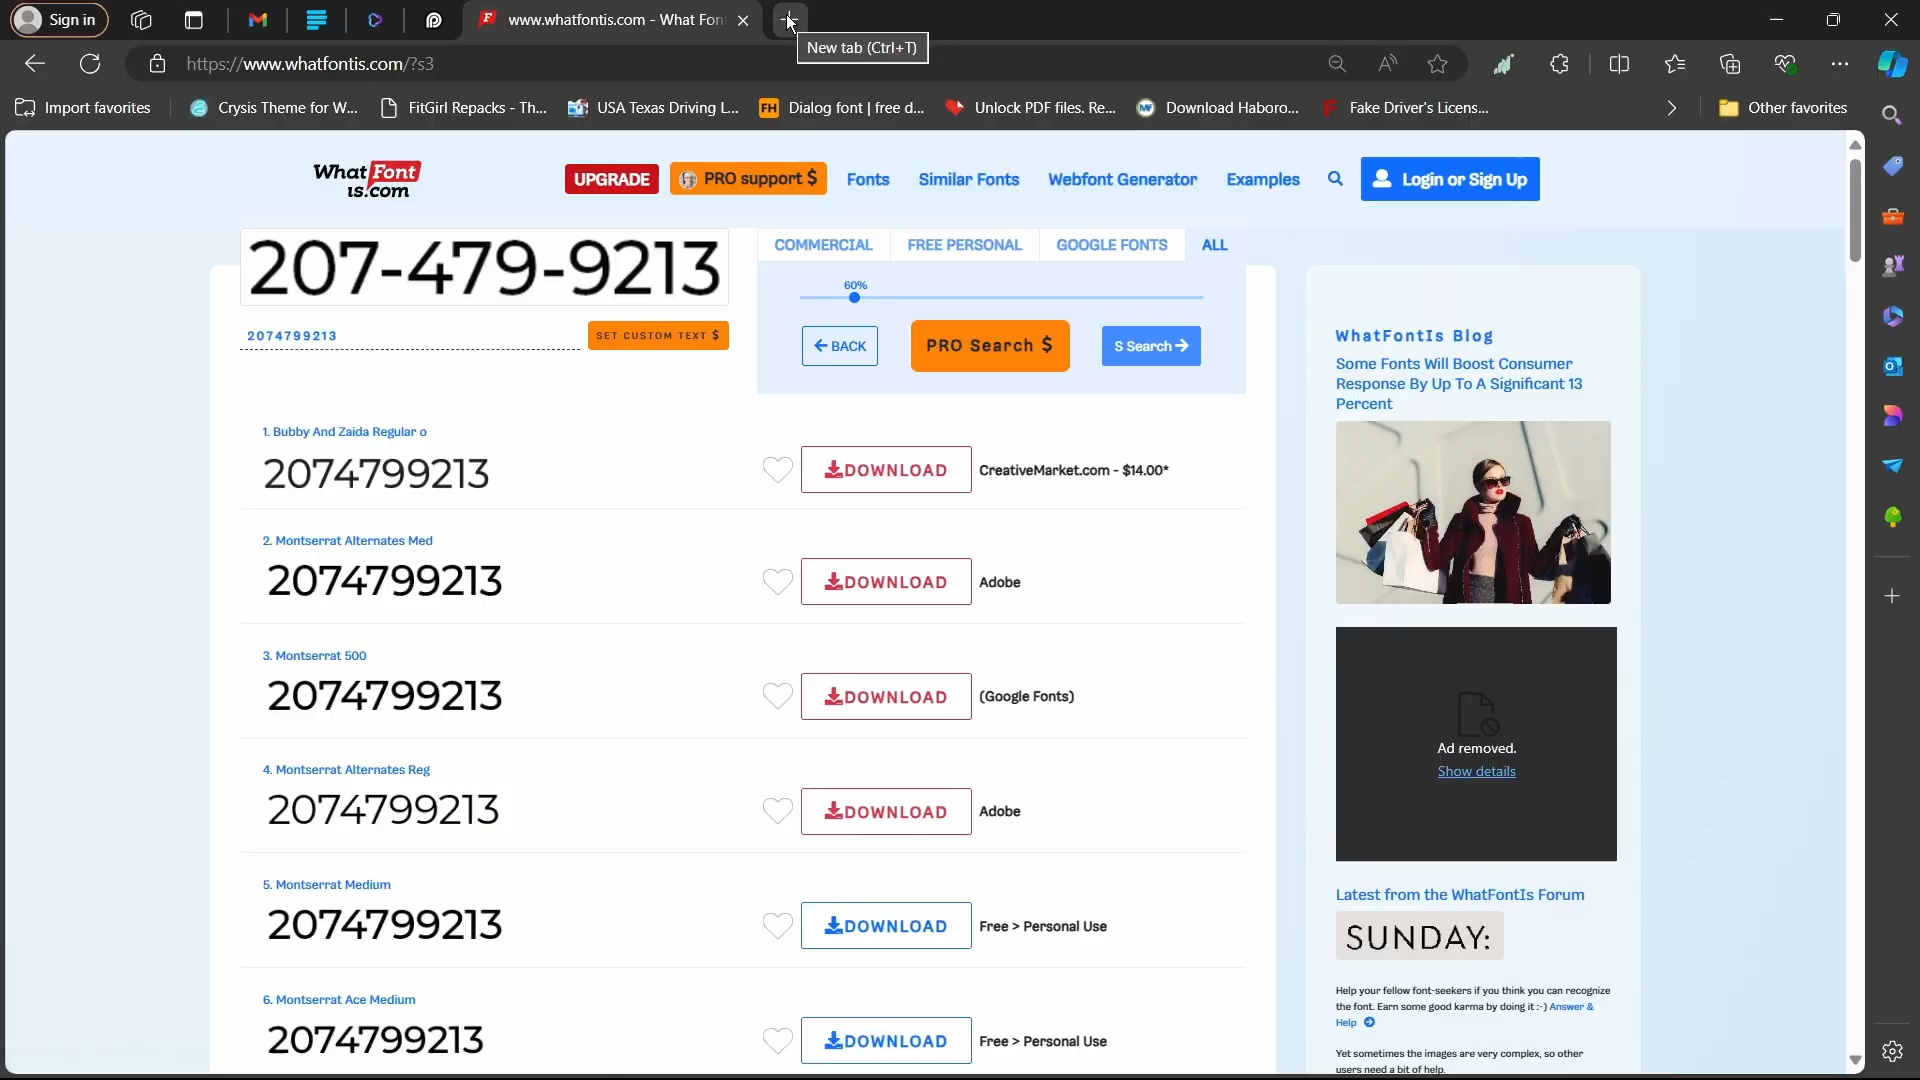 Sign in
www.whatfontis.com - What Fon
New tab (Ctrl+T)
https://www.whatfontis.com/?s3
Import favorites
Crysis Theme for W...
FitGirl Repacks - Th...
USA Texas Driving L...
FH
Dialog font | free d...
Unlock PDF files. Re...
MF
Download Haboro...
Fake Driver's Licens...
Other favorites
What Font
is.com
UPGRADE
PRO support $
Fonts
Similar Fonts
Webfont Generator
Examples
Login or Sign Up
207-479-9213
2074799213
SET CUSTOM TEXT $
COMMERCIAL
FREE PERSONAL
GOOGLE FONTS
ALL
60%
BACK
PRO Search $
S Search
1. Bubby And Zaida Regular o
2074799213
DOWNLOAD
CreativeMarket.com - $14.00*
2. Montserrat Alternates Med
2074799213
DOWNLOAD
Adobe
3. Montserrat 500
2074799213
DOWNLOAD
(Google Fonts)
4. Montserrat Alternates Reg
2074799213
DOWNLOAD
Adobe
5. Montserrat Medium
2074799213
DOWNLOAD
Free > Personal Use
6. Montserrat Ace Medium
2074799213
DOWNLOAD
Free > Personal Use
WhatFontIs Blog
Some Fonts Will Boost Consumer
Response By Up To A Significant 13
Percent
Ad removed.
Show details
Latest from the WhatFontIs Forum
SUNDAY:
Help your fellow font-seekers if you think you can recognize
the font. Earn some good karma by doing it :-) Answer &
Help
Yet sometimes the images are very complex, so other
users need a bit of help.